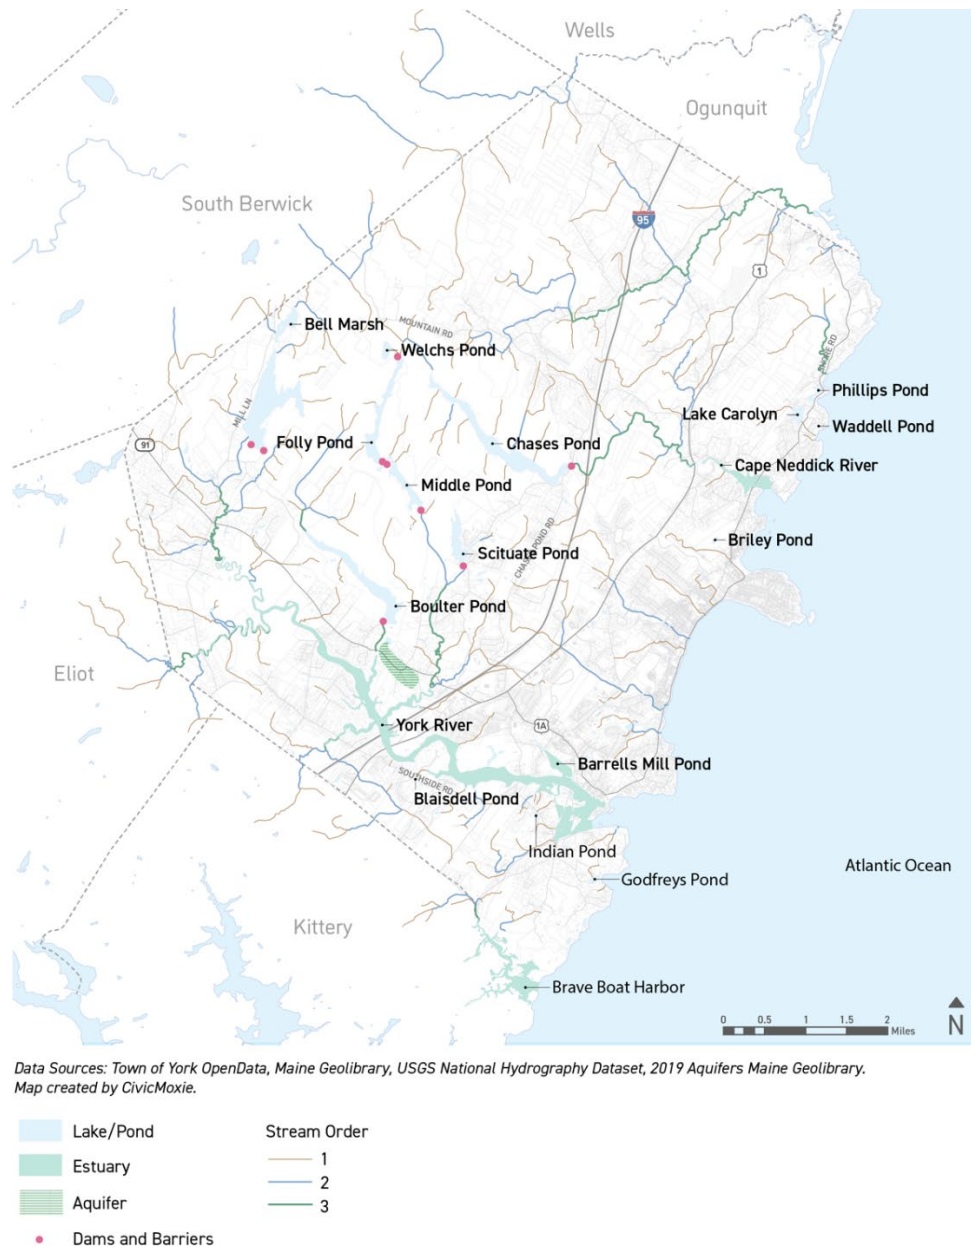 Wells
Ogunquit
South Berwick
95
1
Bell Marsh
MOUNTAIN RD
Welchs Pond
SHORE RD
Phillips Pond
MILL LN
Lake Carolyn
Waddell Pond
91
Folly Pond
Chases Pond
Cape Neddick River
Middle Pond
CHASES POND RD
Briley Pond
Scituate Pond
Boulter Pond
Eliot
York River
1A
Barrells Mill Pond
SOUTHSIDE RD
Blaisdell Pond
Indian Pond
Atlantic Ocean
Godfreys Pond
Kittery
Brave Boat Harbor
0 0.5 1 1.5 2
Miles
N
Data Sources: Town of York OpenData, Maine Geolibrary, USGS National Hydrography Dataset, 2019 Aquifers Maine Geolibrary.
Map created by CivicMoxie.
Lake/Pond
Estuary
Aquifer
Dams and Barriers
Stream Order
1
2
3